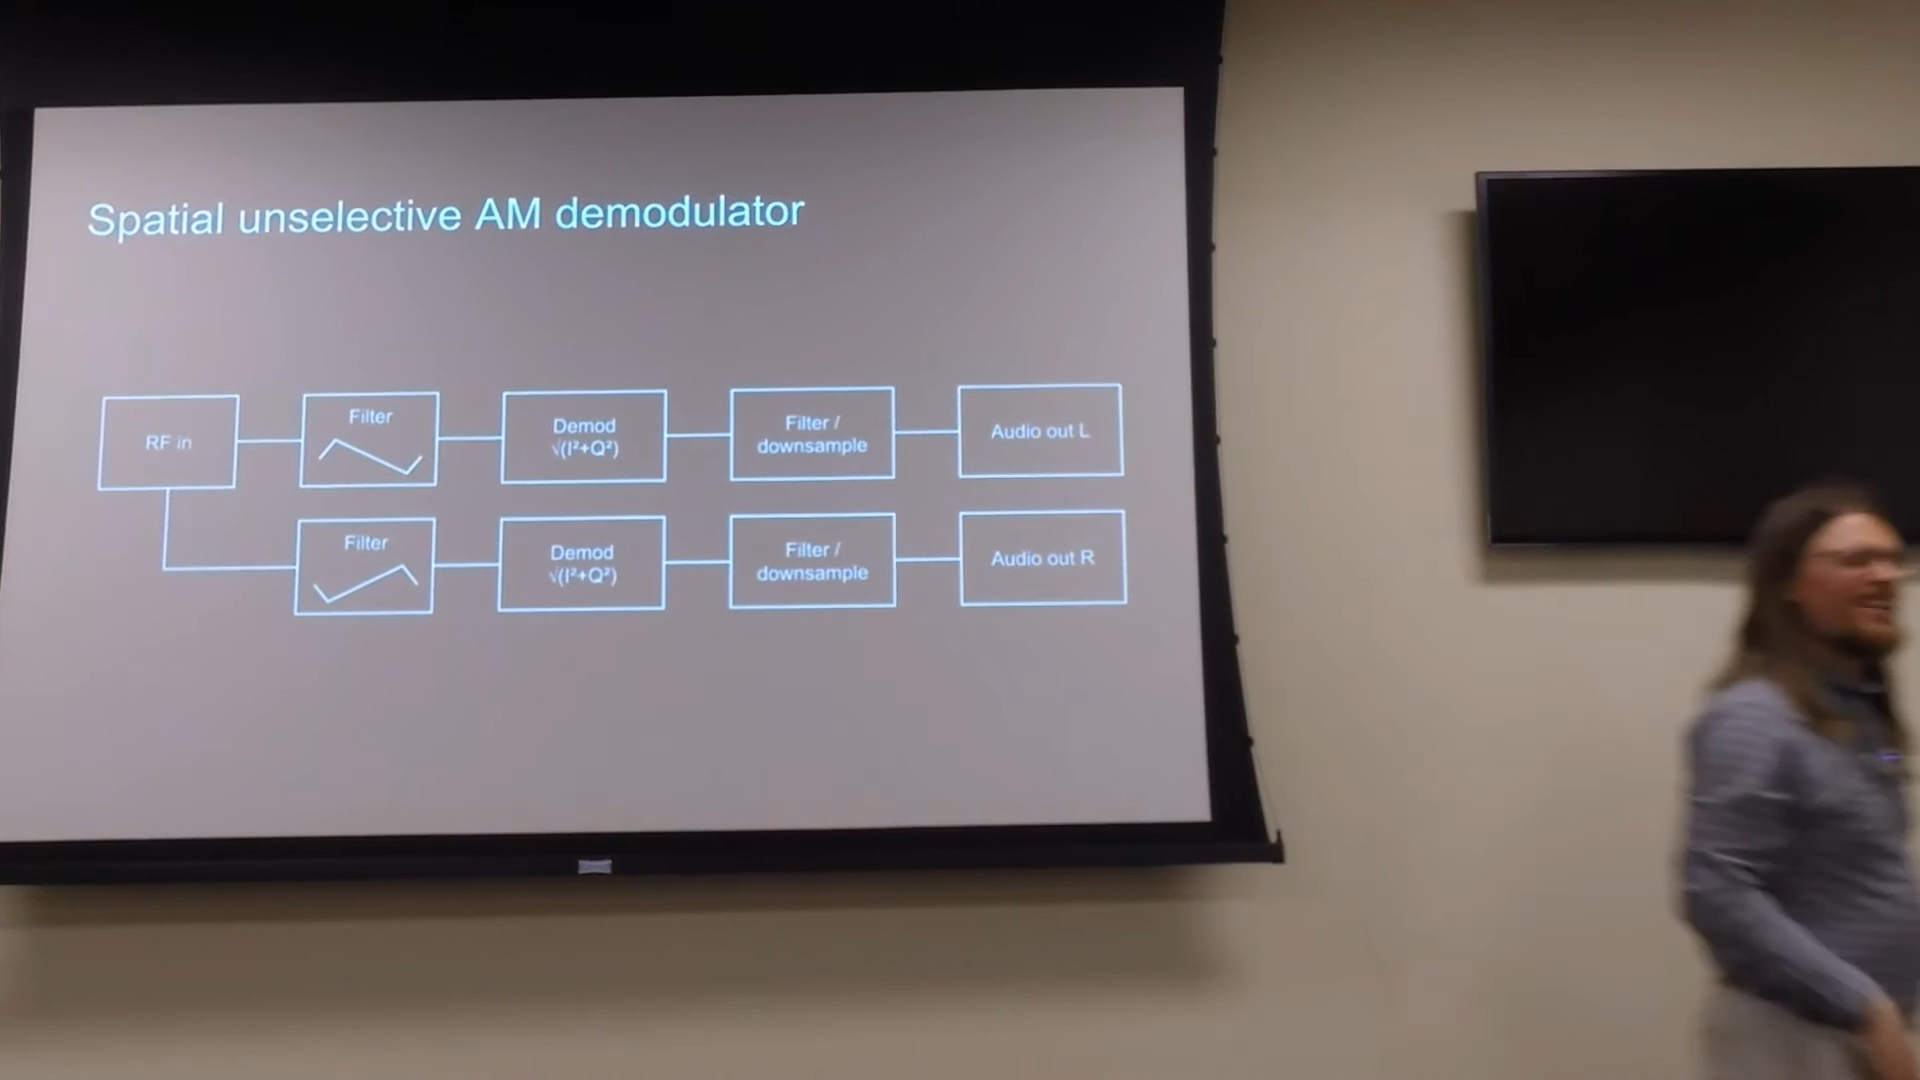 Spatial unselective AM demodulator
RF in
Filter
Demod
√(I²+Q²)
Filter /
downsample
Audio out L
Filter
Demod
√(I²+Q²)
Filter /
downsample
Audio out R